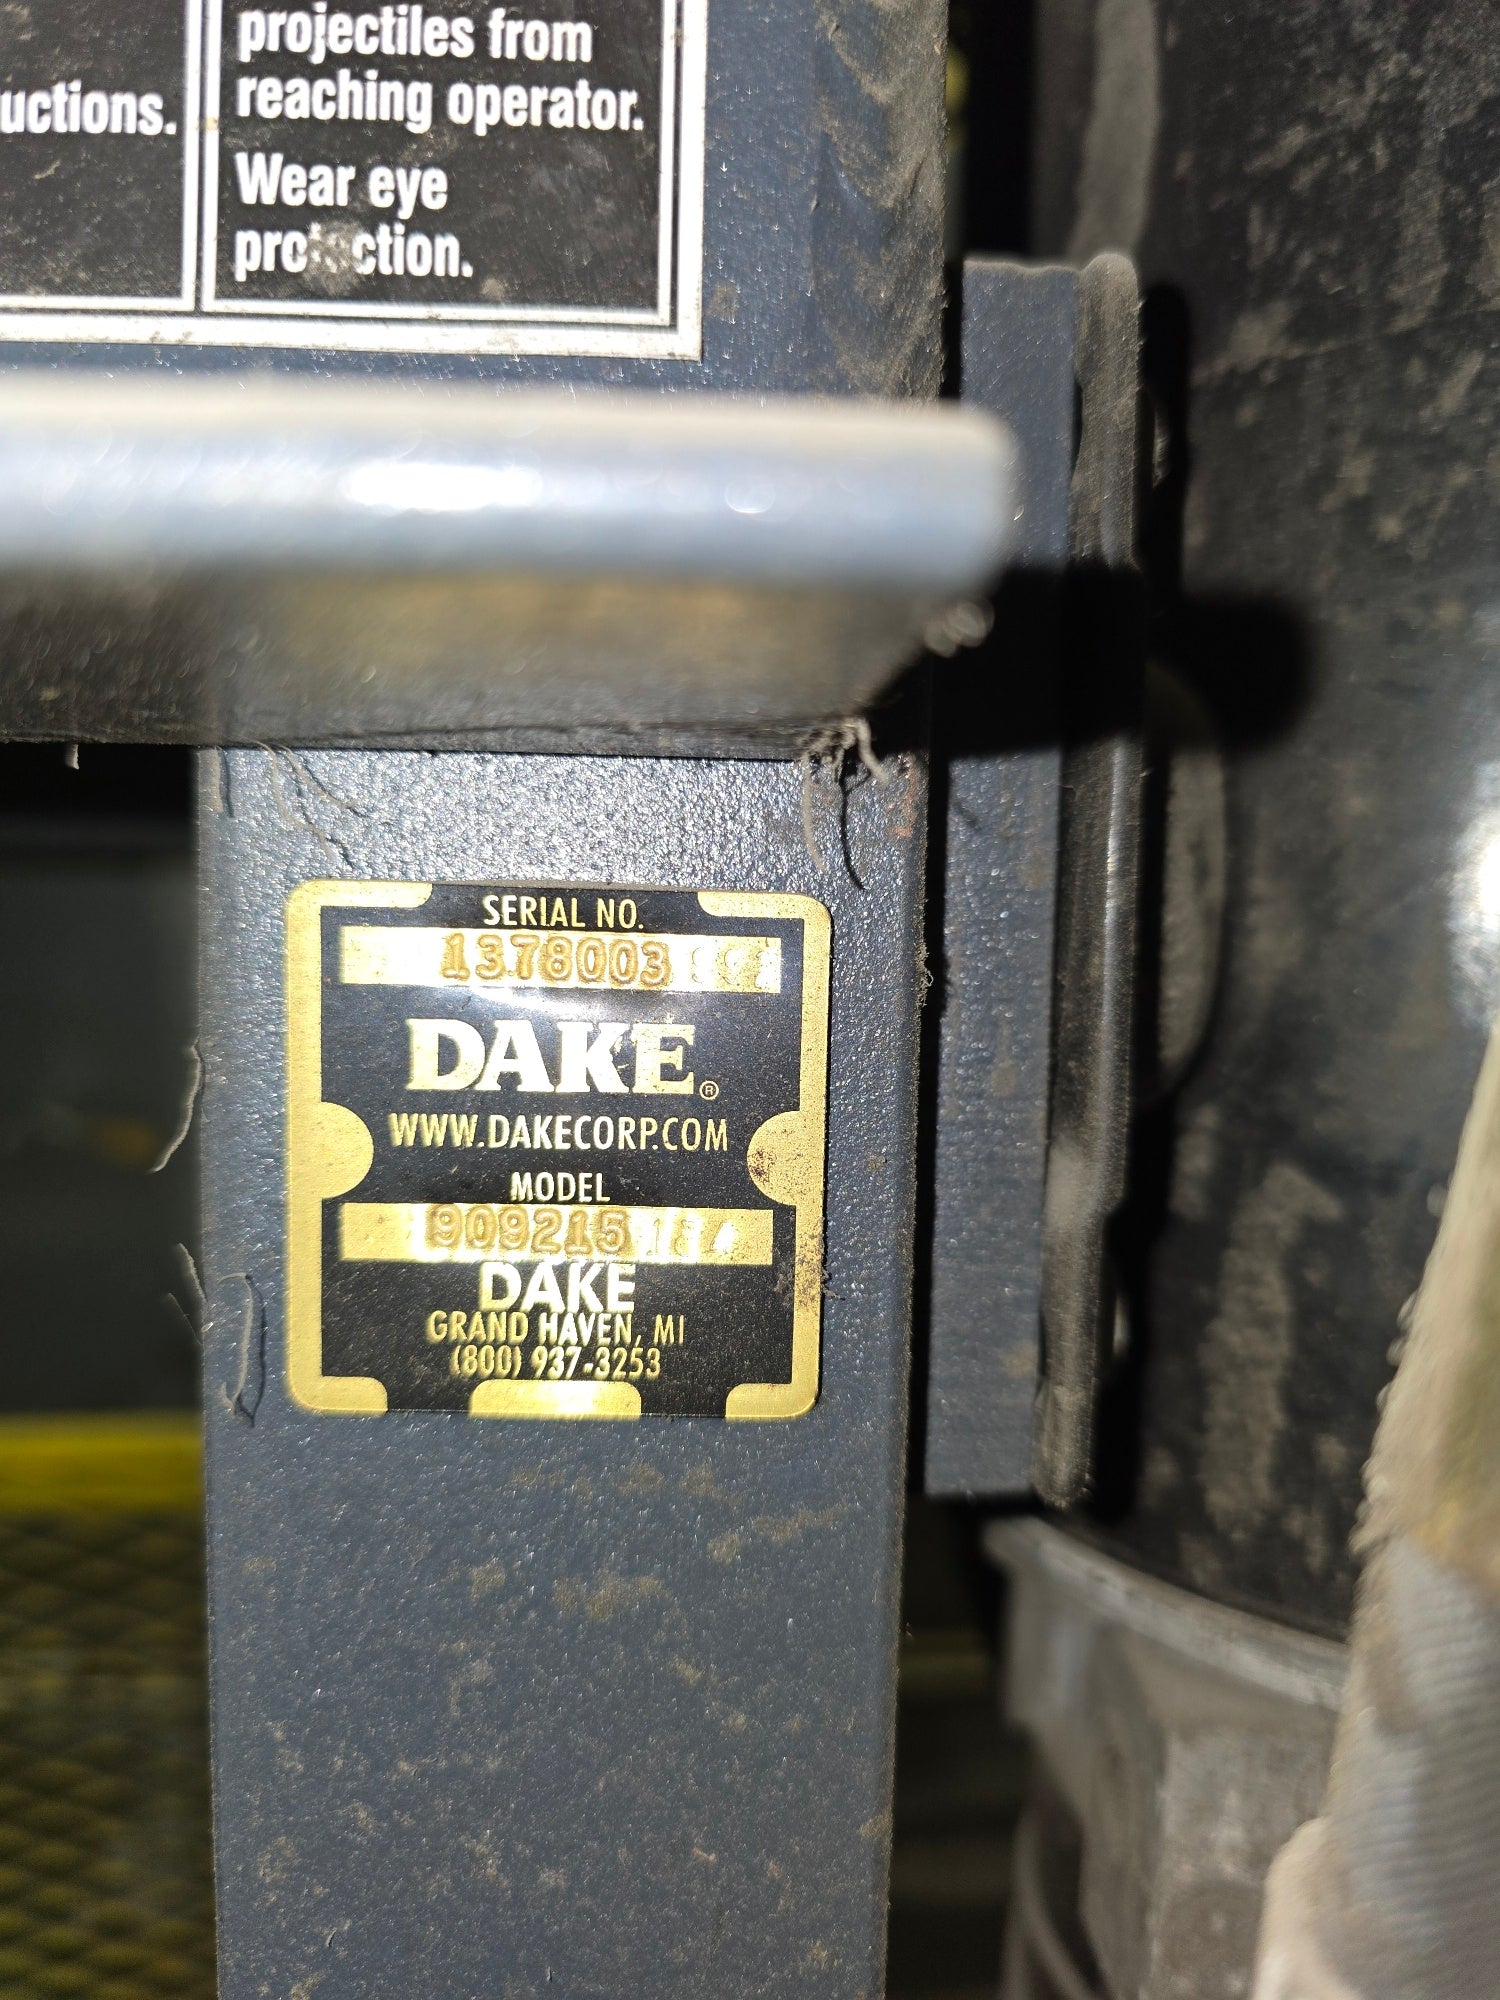 uctions.
projectiles from
reaching operator.
Wear eye
protection.
SERIAL NO.
1378003
DAKE®
WWW.DAKECORP.COM
MODEL
909215
DAKE
GRAND HAVEN, MI
(800) 937-3253